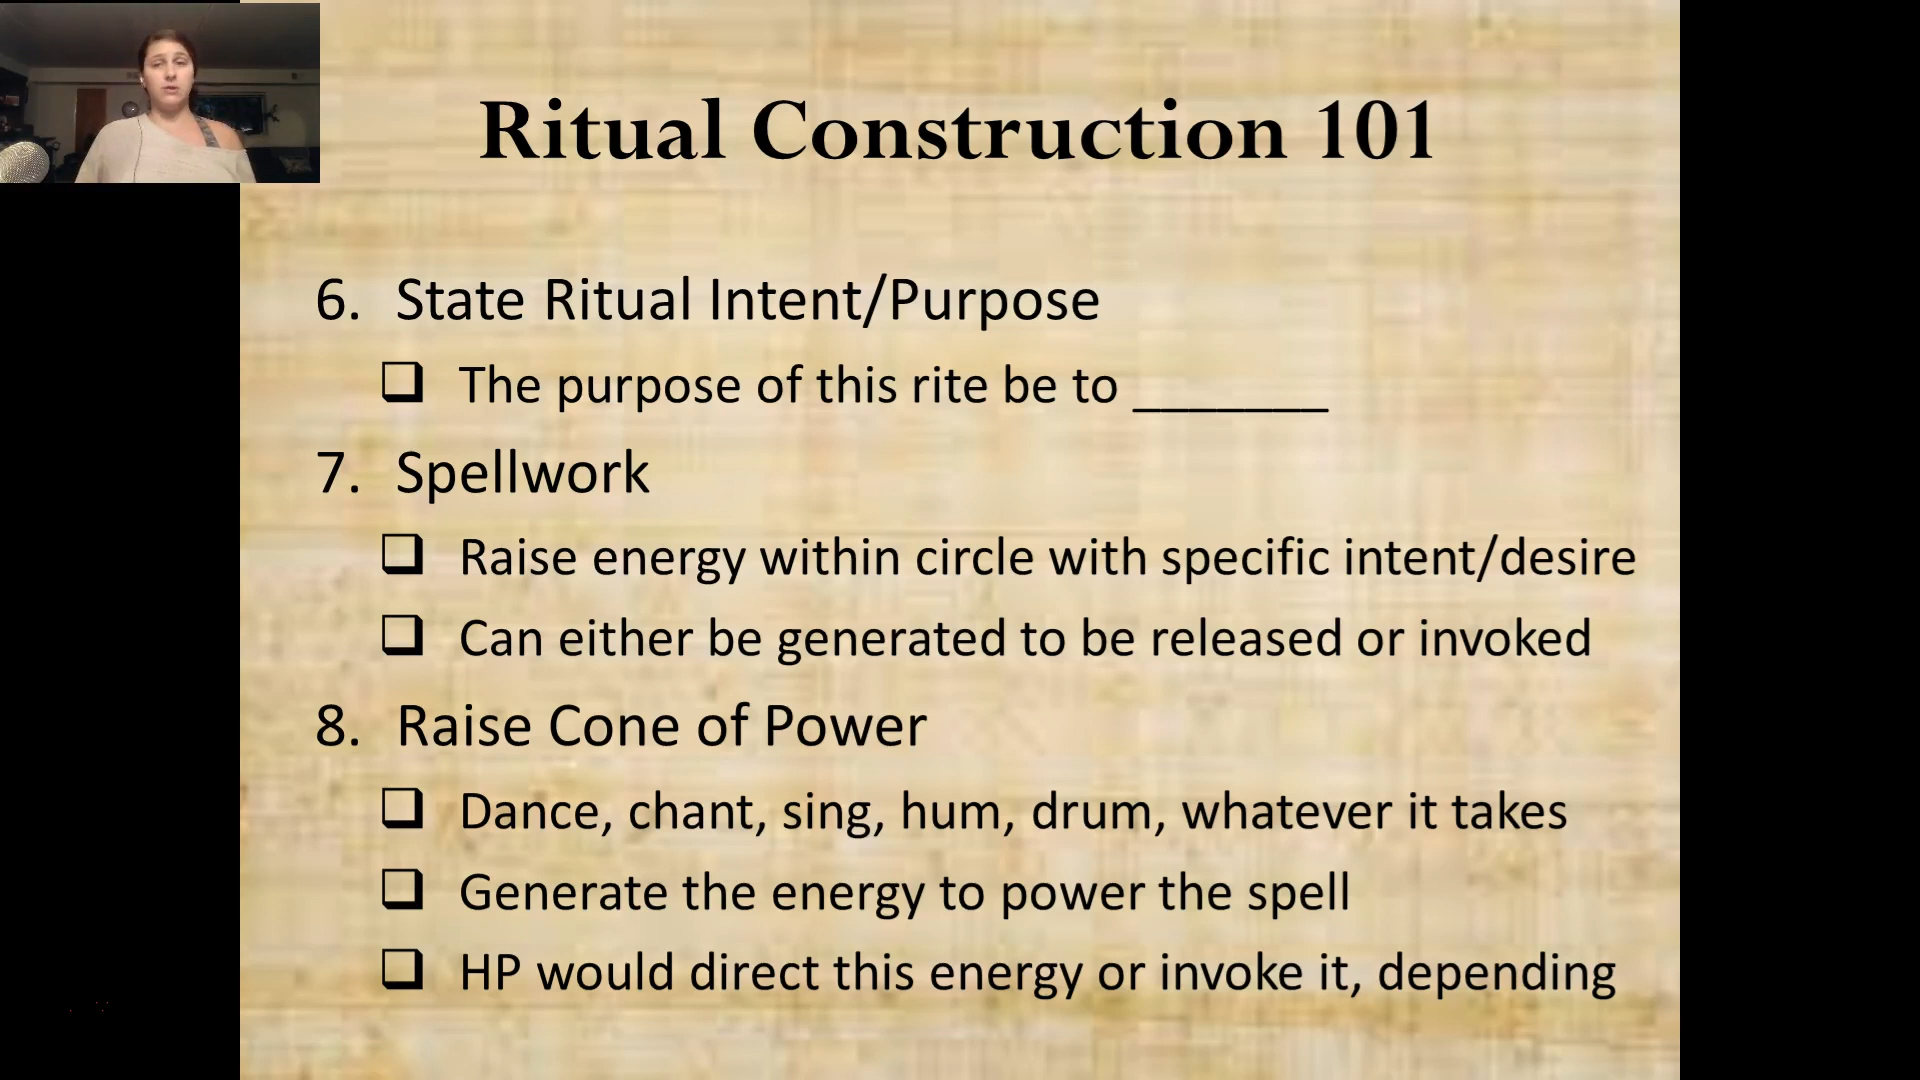 Ritual Construction 101
6. State Ritual Intent/Purpose
❑ The purpose of this rite be to _______
7. Spellwork
❑ Raise energy within circle with specific intent/desire
❑ Can either be generated to be released or invoked
8. Raise Cone of Power
❑ Dance, chant, sing, hum, drum, whatever it takes
❑ Generate the energy to power the spell
❑ HP would direct this energy or invoke it, depending